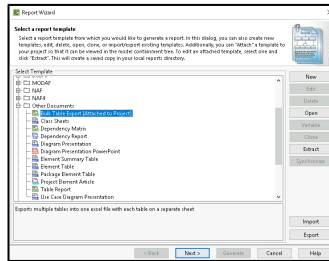 Report Wizard
Select a report template
Select a report template from which you would like to generate a report. In this dialog, you can also create new
templates, edit, delete, open, clone, or import/export existing templates. Additionally, you can "Attach" a template to
your project so that it can be viewed in the model containment tree. To edit an attached template, select one and
click "Extract". This will create a saved copy in your local reports directory.
Select Template
MODAF
NAF
NAF4
Other Documents
Bulk Table Export [Attached to Project]
Class Sheets
Dependency Matrix
Dependency Report
Diagram Presentation
Diagram Presentation PowerPoint
Element Summary Table
Element Table
Package Element Table
Project Element Article
Table Report
Use Case Diagram Presentation
Exports multiple tables into one excel file with each table on a separate sheet
New
Edit
Delete
Open
Variable
Clone
Extract
Synchronize
Import
Export
< Back
Next >
Generate
Cancel
Help